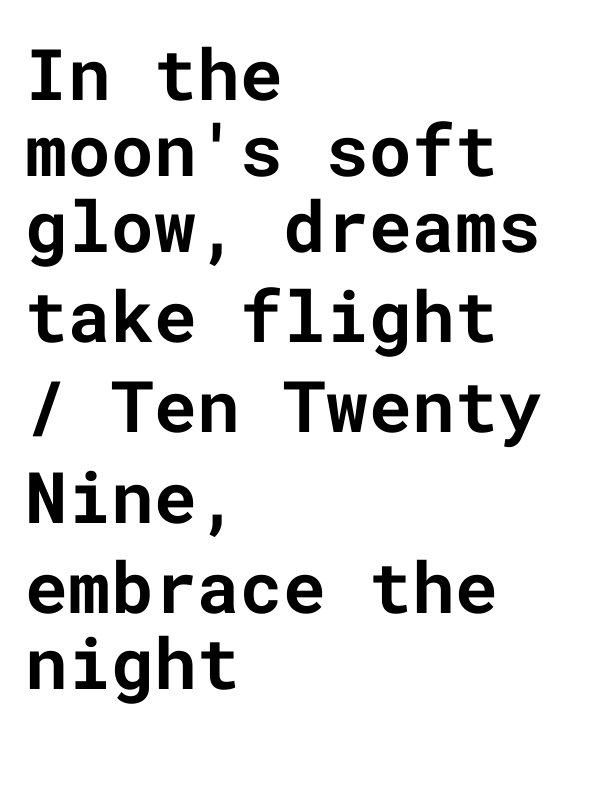 In the
moon's soft
glow, dreams
take flight
/ Ten Twenty
Nine,
embrace the
night